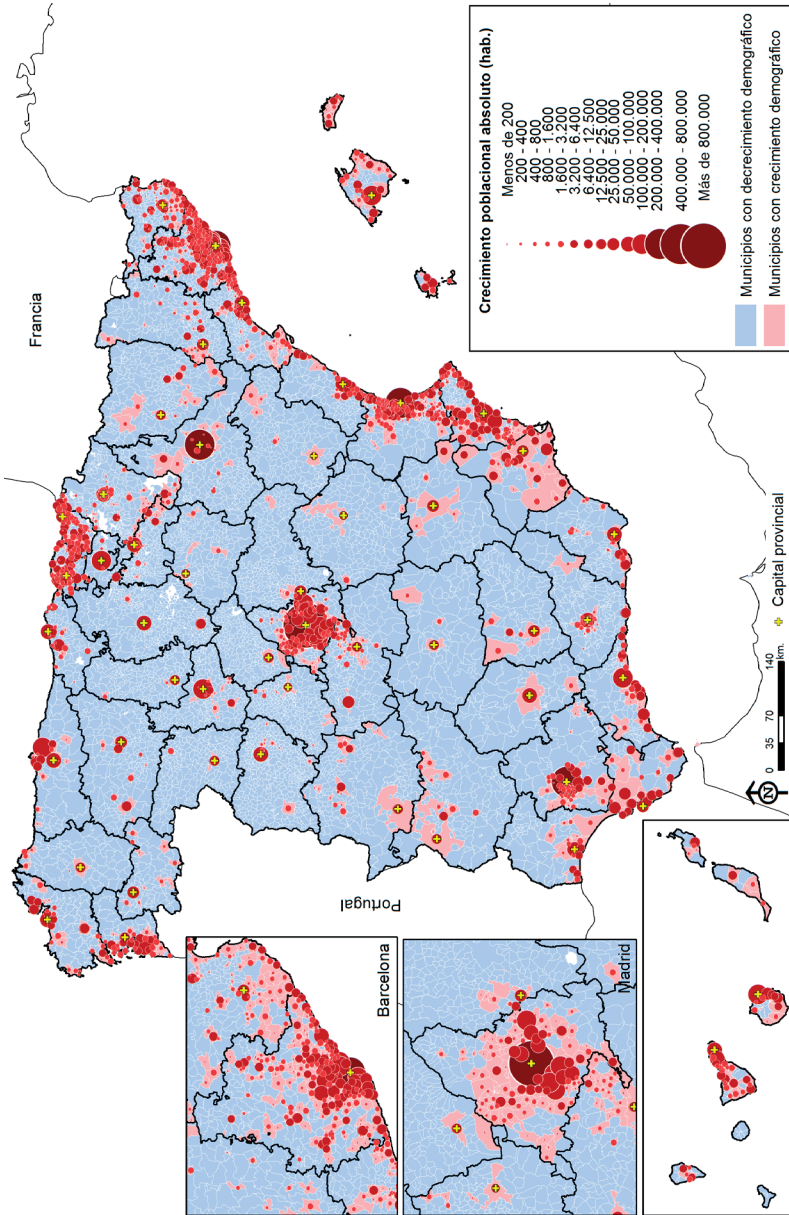 Francia
Portugal
Barcelona
Madrid
Crecimiento poblacional absoluto (hab.)
Menos de 200
200 - 400
400 - 800
800 - 1.600
1.600 - 3.200
3.200 - 6.400
6.400 - 12.500
12.500 - 25.000
25.000 - 50.000
50.000 - 100.000
100.000 - 200.000
200.000 - 400.000
400.000 - 800.000
Más de 800.000
Municipios con decrecimiento demográfico
Municipios con crecimiento demográfico
N
0 35 70 140
km.
Capital provincial